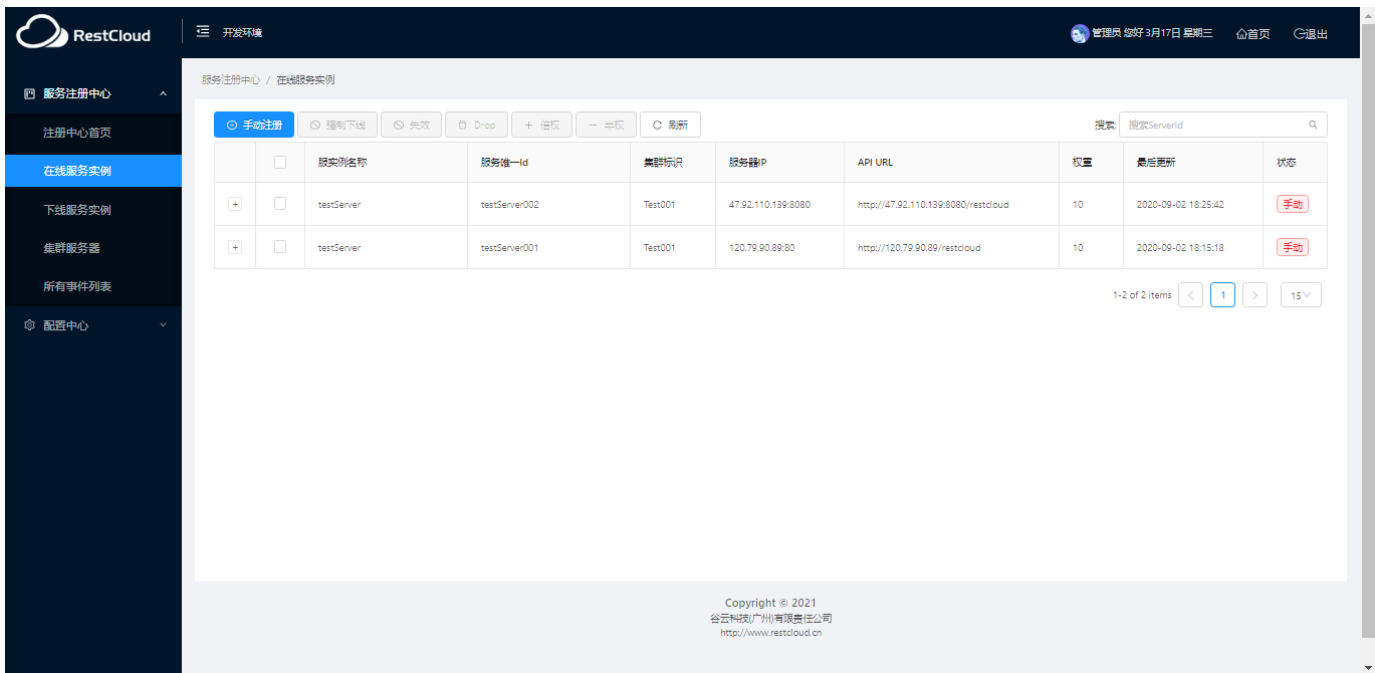 RestCloud
开发环境
管理员 您好 3月17日 星期三
首页
退出
服务注册中心
注册中心首页
在线服务实例
下线服务实例
集群服务器
所有事件列表
配置中心
服务注册中心 / 在线服务实例
手动注册 强制下线 失效 Drop 倍权 半权 刷新
搜索: 搜索ServerId
服实例名称 服务唯一Id 集群标识 服务器IP API URL 权重 最后更新 状态
testServer testServer002 Test001 47.92.110.139:8080 http://47.92.110.139:8080/restcloud 10 2020-09-02 18:25:42 手动
testServer testServer001 Test001 120.79.90.89:80 http://120.79.90.89/restcloud 10 2020-09-02 18:15:18 手动
1-2 of 2 items < 1 > 15
Copyright © 2021
谷云科技(广州)有限责任公司
http://www.restcloud.cn